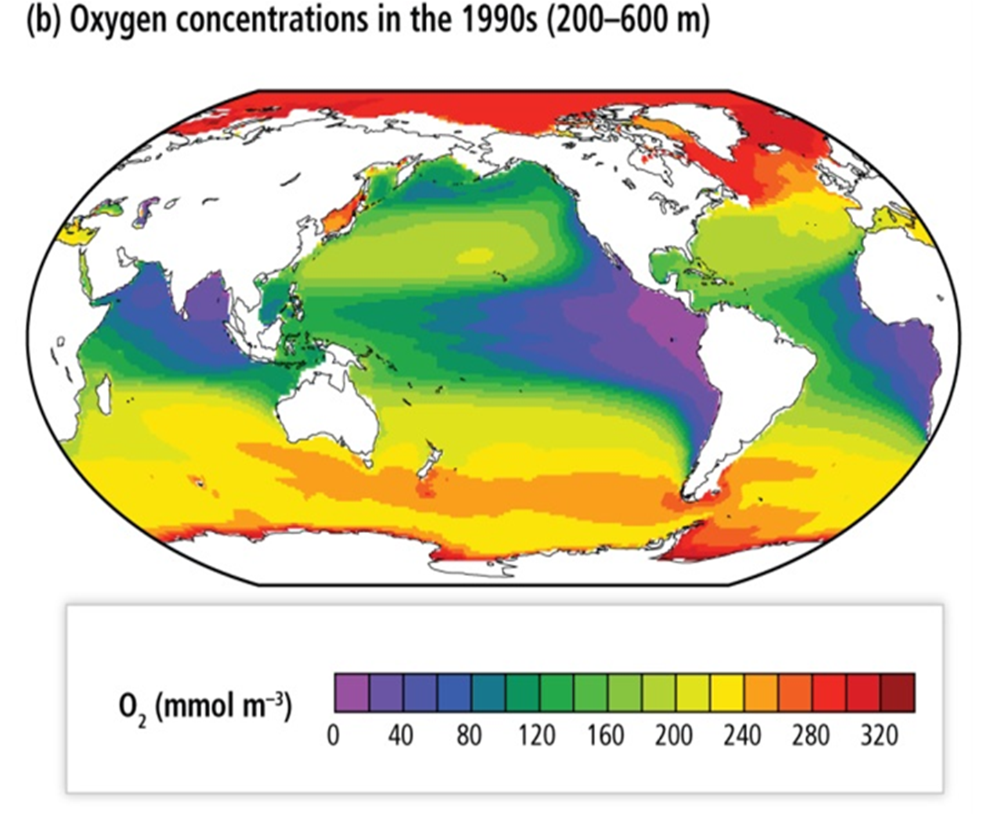 (b) Oxygen concentrations in the 1990s (200–600 m)
O₂ (mmol m⁻³)
0 40 80 120 160 200 240 280 320